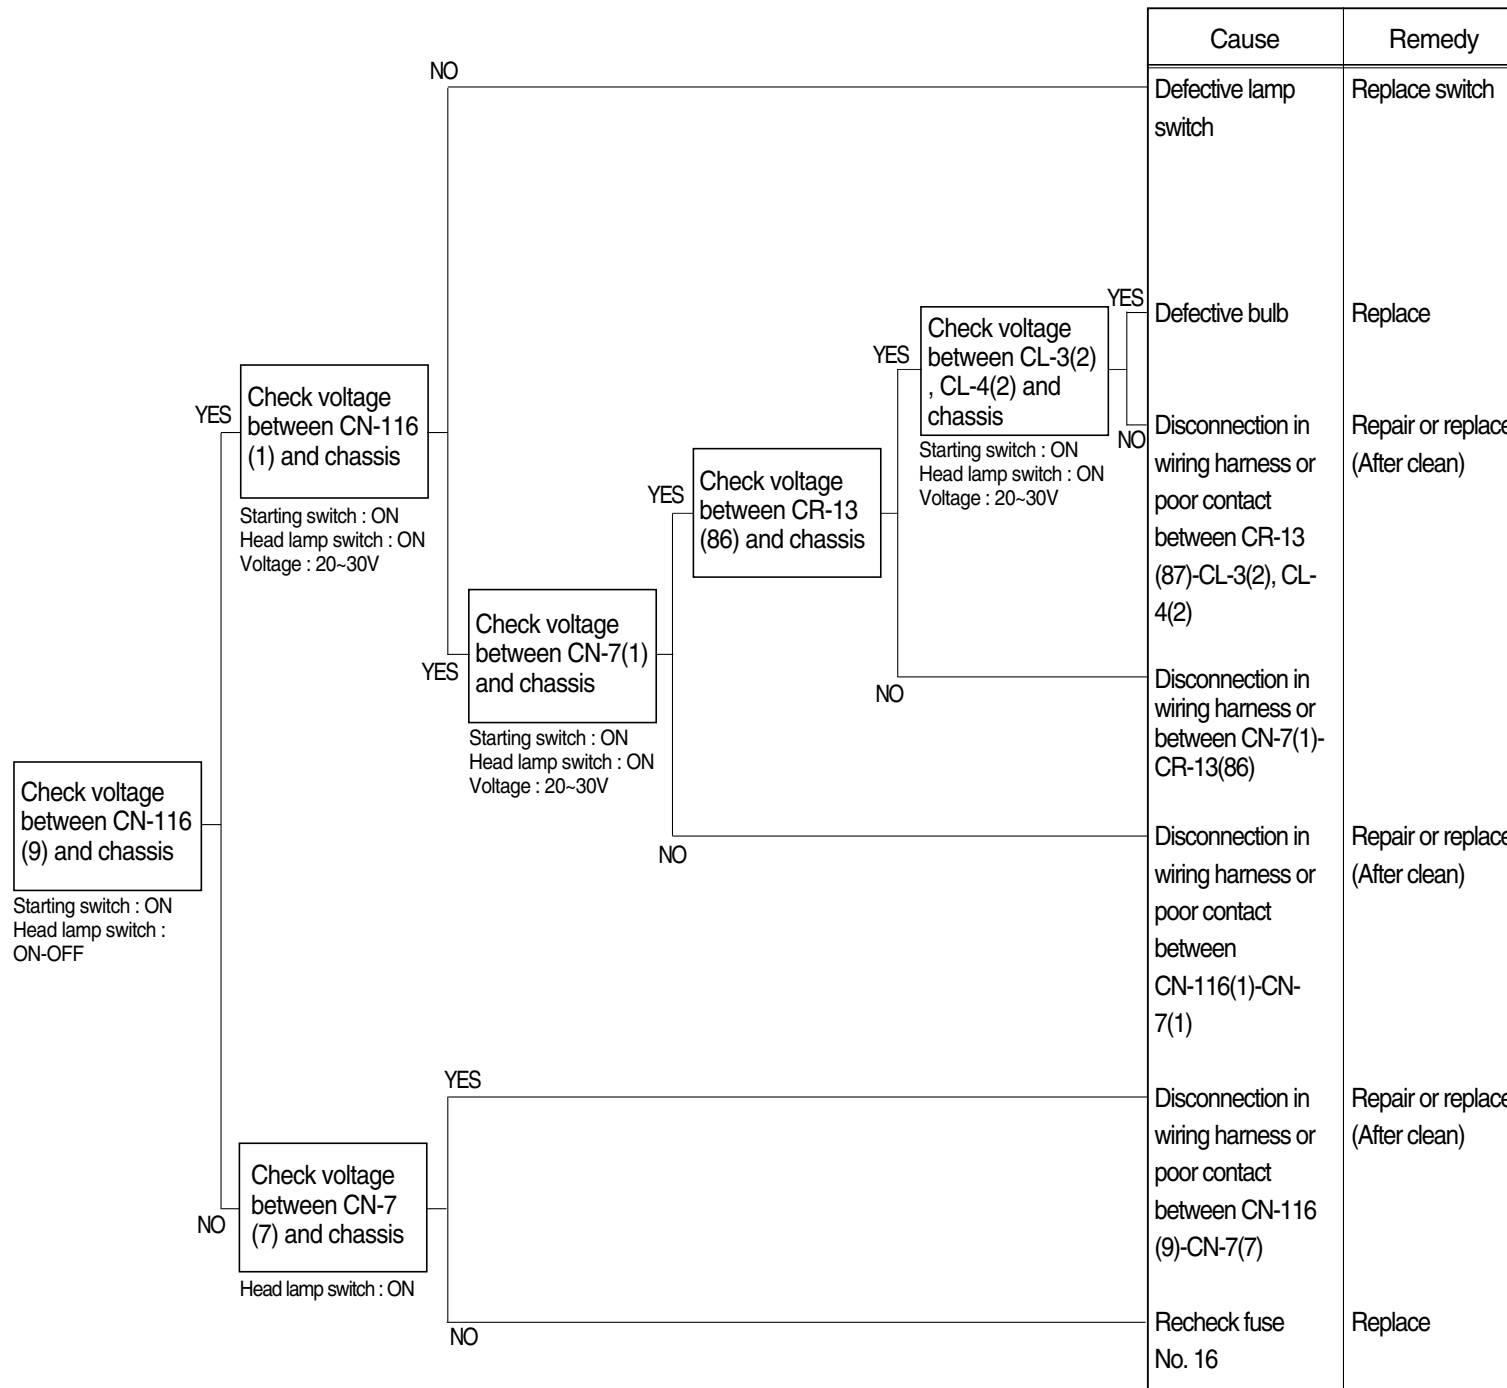 Cause
Remedy
NO
Defective lamp
switch
Replace switch
YES
Defective bulb
Replace
Check voltage
between CL-3(2)
, CL-4(2) and
chassis
YES
Starting switch : ON
Head lamp switch : ON
Voltage : 20~30V
NO
Disconnection in
wiring harness or
poor contact
between CR-13
(87)-CL-3(2), CL-
4(2)
Repair or replace
(After clean)
YES
Check voltage
between CN-116
(1) and chassis
Starting switch : ON
Head lamp switch : ON
Voltage : 20~30V
YES
Check voltage
between CR-13
(86) and chassis
YES
Check voltage
between CN-7(1)
and chassis
Starting switch : ON
Head lamp switch : ON
Voltage : 20~30V
NO
Disconnection in
wiring harness or
between CN-7(1)-
CR-13(86)
Check voltage
between CN-116
(9) and chassis
Starting switch : ON
Head lamp switch :
ON-OFF
NO
Disconnection in
wiring harness or
poor contact
between
CN-116(1)-CN-
7(1)
Repair or replace
(After clean)
YES
Disconnection in
wiring harness or
poor contact
between CN-116
(9)-CN-7(7)
Repair or replace
(After clean)
NO
Check voltage
between CN-7
(7) and chassis
Head lamp switch : ON
NO
Recheck fuse
No. 16
Replace